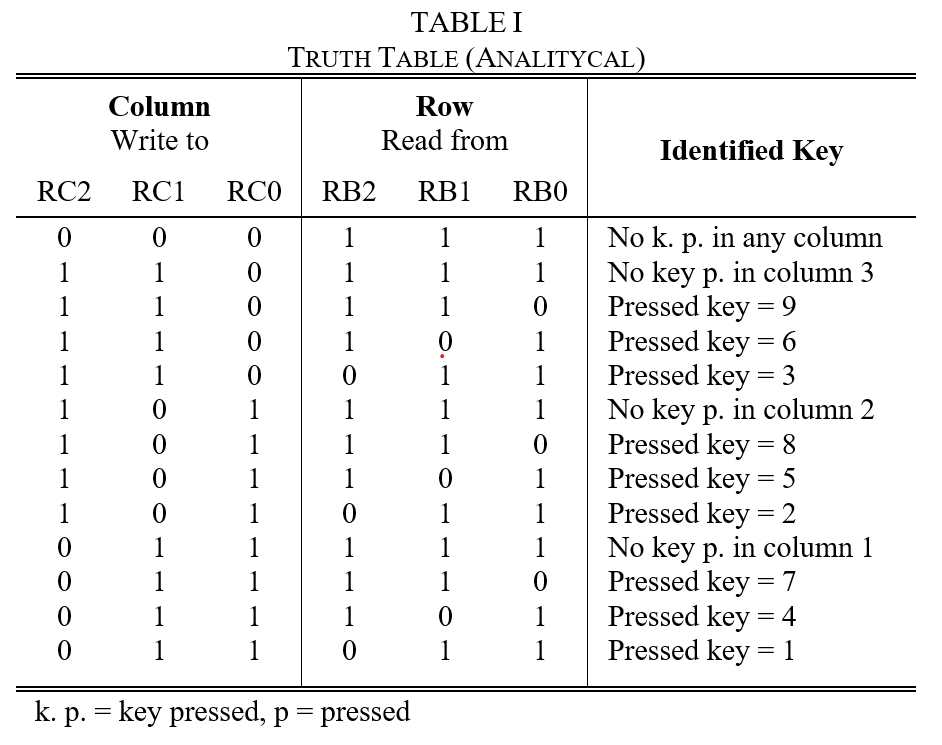 TABLE I
TRUTH TABLE (ANALITYCAL)
Column Row
Write to Read from Identified Key
RC2 RC1 RC0 RB2 RB1 RB0
0 0 0 1 1 1 No k. p. in any column
1 1 0 1 1 1 No key p. in column 3
1 1 0 1 1 0 Pressed key = 9
1 1 0 1 0 1 Pressed key = 6
1 1 0 0 1 1 Pressed key = 3
1 0 1 1 1 1 No key p. in column 2
1 0 1 1 1 0 Pressed key = 8
1 0 1 1 0 1 Pressed key = 5
1 0 1 0 1 1 Pressed key = 2
0 1 1 1 1 1 No key p. in column 1
0 1 1 1 1 0 Pressed key = 7
0 1 1 1 0 1 Pressed key = 4
0 1 1 0 1 1 Pressed key = 1
k. p. = key pressed, p = pressed